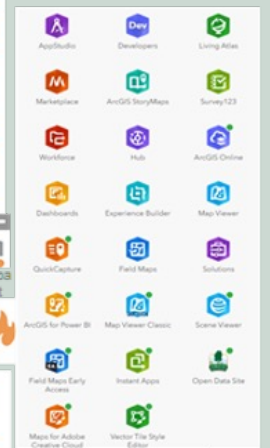 AppStudio
Dev
Developers
Living Atlas
Marketplace
ArcGIS StoryMaps
Survey123
Workforce
Hub
ArcGIS Online
Dashboards
Experience Builder
Map Viewer
QuickCapture
Field Maps
Solutions
ArcGIS for Power BI
Map Viewer Classic
Scene Viewer
Field Maps Early
Access
Instant Apps
Open Data Site
Maps for Adobe
Creative Cloud
Vector Tile Style
Editor